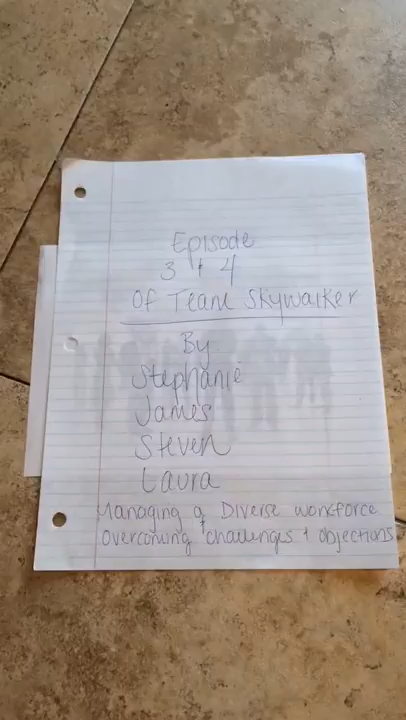 Episode
3 + 4
Of Team Skywalker
By
Stephanie
James
Steven
Laura
Managing a Diverse workforce
+
overcoming challenges + objections